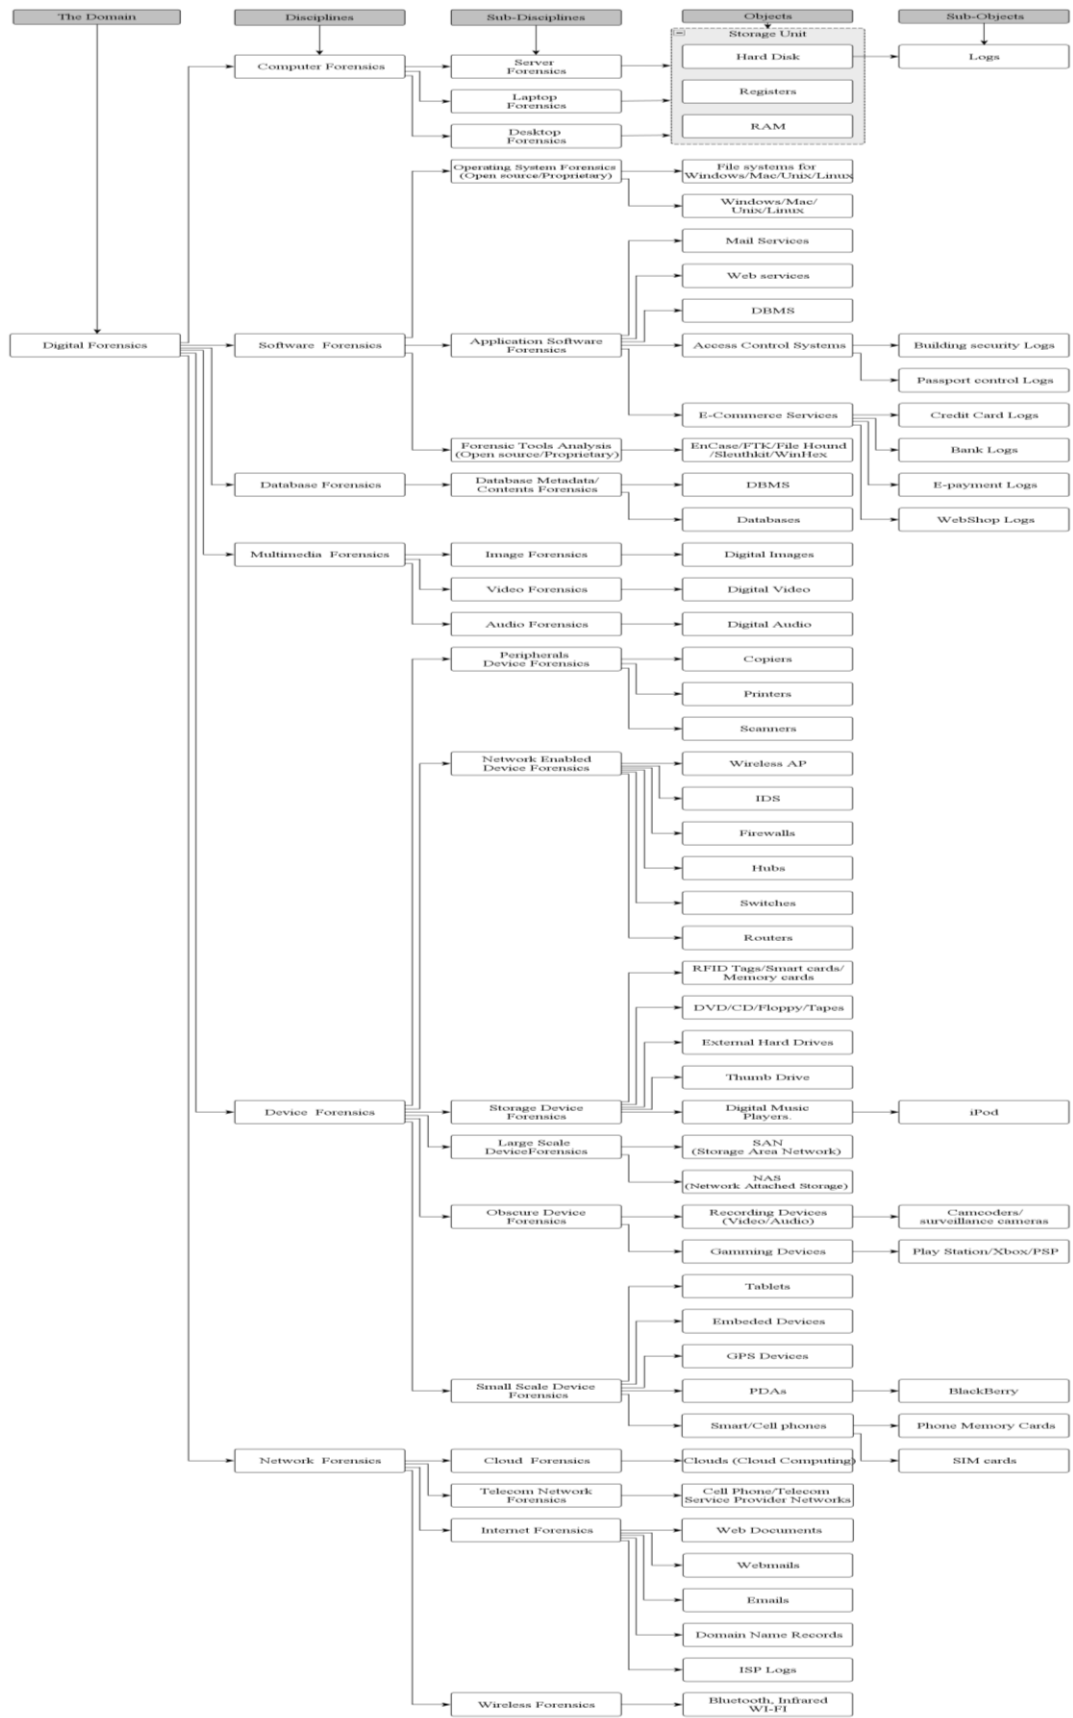 The Domain
Disciplines
Sub-Disciplines
Objects
Sub-Objects
Storage Unit
Computer Forensics
Server
Forensics
Hard Disk
Logs
Laptop
Forensics
Registers
Desktop
Forensics
RAM
Operating System Forensics
(Open source/Proprietary)
File systems for
Windows/Mac/Unix/Linux
Windows/Mac/
Unix/Linux
Mail Services
Web services
DBMS
Digital Forensics
Software Forensics
Application Software
Forensics
Access Control Systems
Building security Logs
Passport control Logs
E-Commerce Services
Credit Card Logs
Forensic Tools Analysis
(Open source/Proprietary)
EnCase/FTK/File Hound
/Sleuthkit/WinHex
Bank Logs
Database Forensics
Database Metadata/
Contents Forensics
DBMS
E-payment Logs
Databases
WebShop Logs
Multimedia Forensics
Image Forensics
Digital Images
Video Forensics
Digital Video
Audio Forensics
Digital Audio
Peripherals
Device Forensics
Copiers
Printers
Scanners
Network Enabled
Device Forensics
Wireless AP
IDS
Firewalls
Hubs
Switches
Routers
RFID Tags/Smart cards/
Memory cards
DVD/CD/Floppy/Tapes
External Hard Drives
Thumb Drive
Device Forensics
Storage Device
Forensics
Digital Music
Players.
iPod
Large Scale
DeviceForensics
SAN
(Storage Area Network)
NAS
(Network Attached Storage)
Obscure Device
Forensics
Recording Devices
(Video/Audio)
Camcoders/
surveillance cameras
Gamming Devices
Play Station/Xbox/PSP
Tablets
Embeded Devices
GPS Devices
Small Scale Device
Forensics
PDAs
BlackBerry
Smart/Cell phones
Phone Memory Cards
Network Forensics
Cloud Forensics
Clouds (Cloud Computing)
SIM cards
Telecom Network
Forensics
Cell Phone/Telecom
Service Provider Networks
Internet Forensics
Web Documents
Webmails
Emails
Domain Name Records
ISP Logs
Wireless Forensics
Bluetooth, Infrared
WI-FI